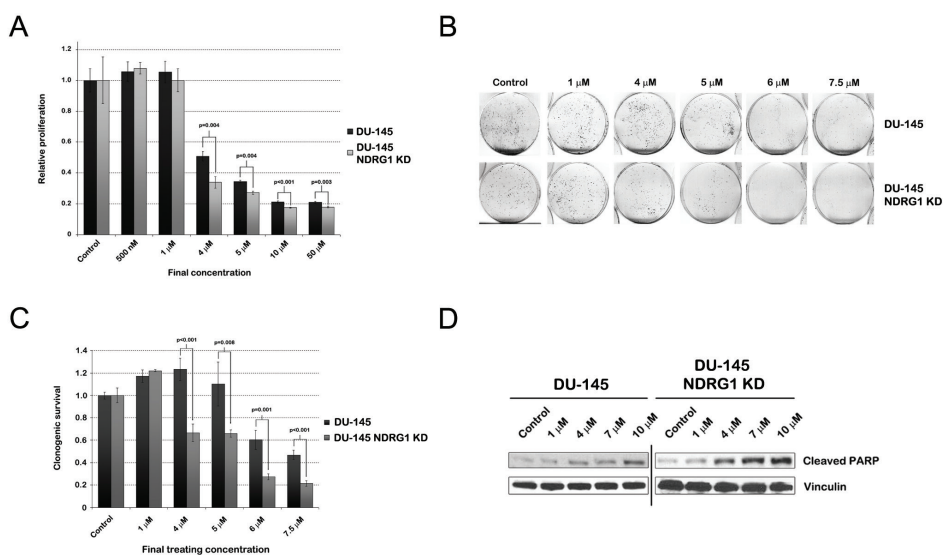 A
1.2
1.0
0.8
0.6
0.4
0.2
0
Relative proliferation
p=0.004
p=0.004
p<0.001
p=0.003
DU-145
DU-145
NDRG1 KD
Control
500 nM
1 μM
4 μM
5 μM
10 μM
50 μM
Final concentration
B
Control
1 μM
4 μM
5 μM
6 μM
7.5 μM
DU-145
DU-145
NDRG1 KD
C
1.4
1.2
1.0
0.80
0.60
0.40
0.20
0.0
Clonogenic survival
p<0.001
p=0.008
p=0.001
p<0.001
DU-145
DU-145 NDRG1 KD
Control
1 μM
4 μM
5 μM
6 μM
7.5 μM
Final treating concentration
D
DU-145
DU-145
NDRG1 KD
Control
1 μM
4 μM
7 μM
10 μM
Control
1 μM
4 μM
7 μM
10 μM
Cleaved PARP
Vinculin